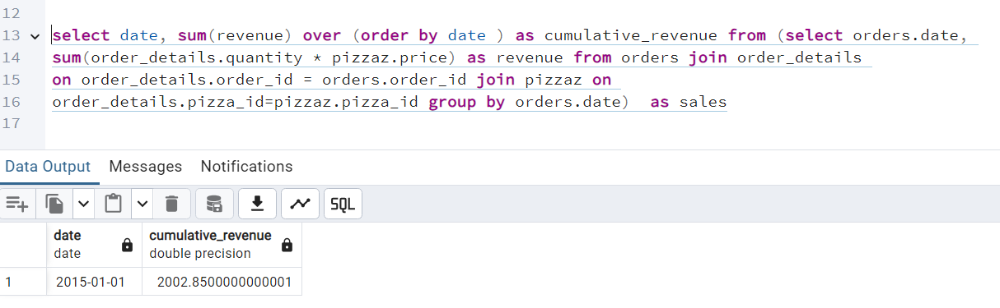 12
13 select date, sum(revenue) over (order by date ) as cumulative_revenue from (select orders.date,
14 sum(order_details.quantity * pizzaz.price) as revenue from orders join order_details
15 on order_details.order_id = orders.order_id join pizzaz on
16 order_details.pizza_id=pizzaz.pizza_id group by orders.date)  as sales
17
Data Output Messages Notifications
SQL
date cumulative_revenue
date double precision
1 2015-01-01 2002.8500000000001